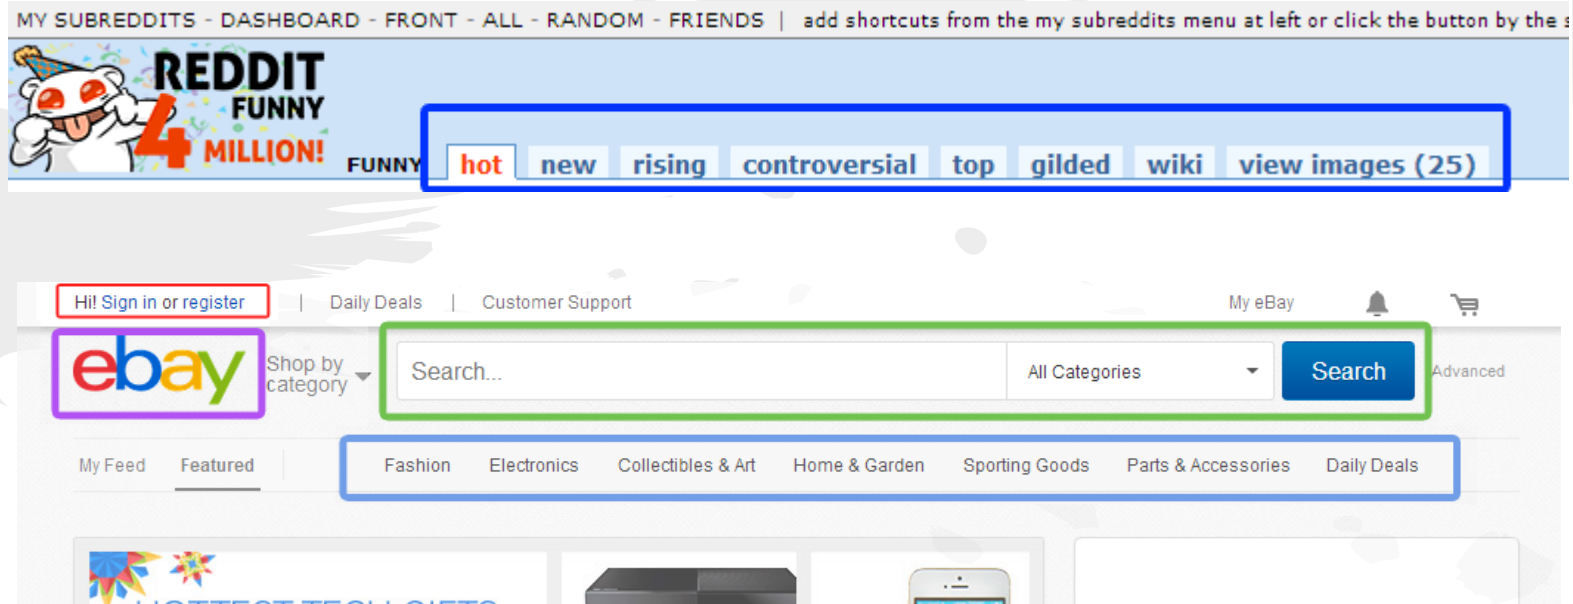 MY SUBREDDITS - DASHBOARD - FRONT - ALL - RANDOM - FRIENDS | add shortcuts from the my subreddits menu at left or click the button by the
REDDIT
FUNNY
4 MILLION!
FUNNY hot new rising controversial top gilded wiki view images (25)
Hi! Sign in or register | Daily Deals | Customer Support My eBay
ebay Shop by category Search... All Categories Search Advanced
My Feed Featured Fashion Electronics Collectibles & Art Home & Garden Sporting Goods Parts & Accessories Daily Deals
HOTTEST TECH GIFTS